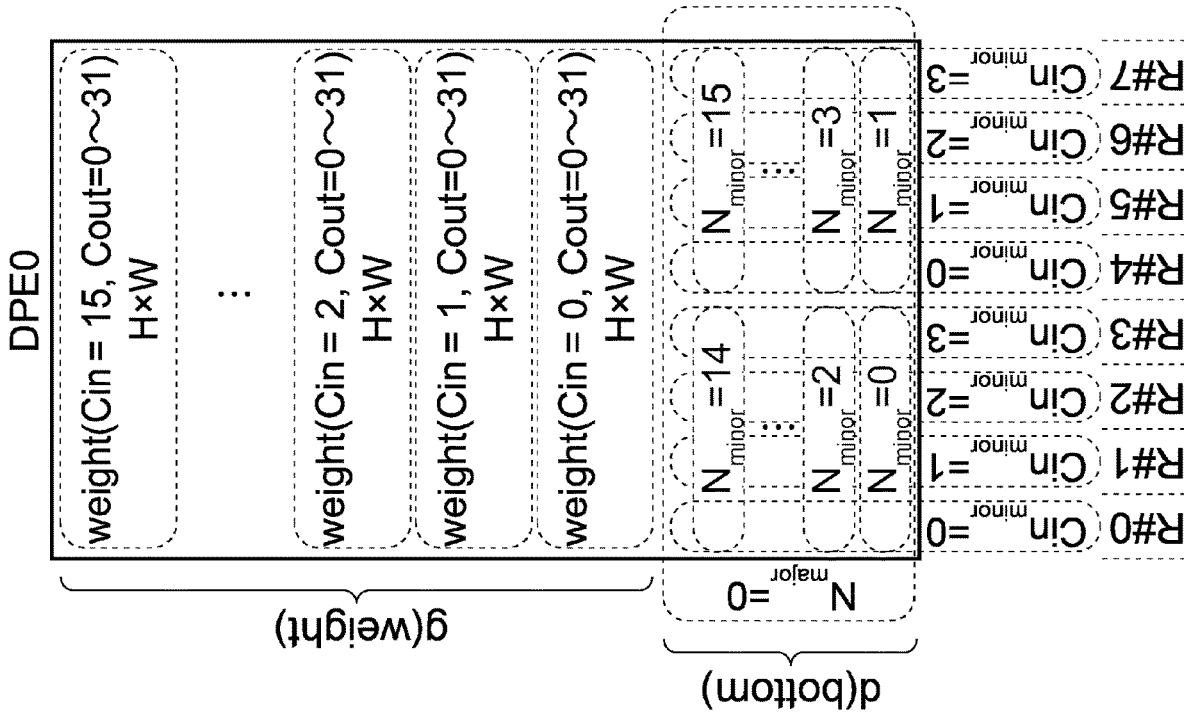 DPE0
weight(Cin = 15, Cout=0～31)
H×W
⋯
weight(Cin = 2, Cout=0～31)
H×W
weight(Cin = 1, Cout=0～31)
H×W
weight(Cin = 0, Cout=0～31)
H×W
g(weight)
N_minor=14
N_minor=15
⋯
⋯
N_minor=2
N_minor=3
N_minor=0
N_minor=1
N_major=0
d(bottom)
Cin_minor=0
Cin_minor=1
Cin_minor=2
Cin_minor=3
Cin_minor=0
Cin_minor=1
Cin_minor=2
Cin_minor=3
R#0
R#1
R#2
R#3
R#4
R#5
R#6
R#7